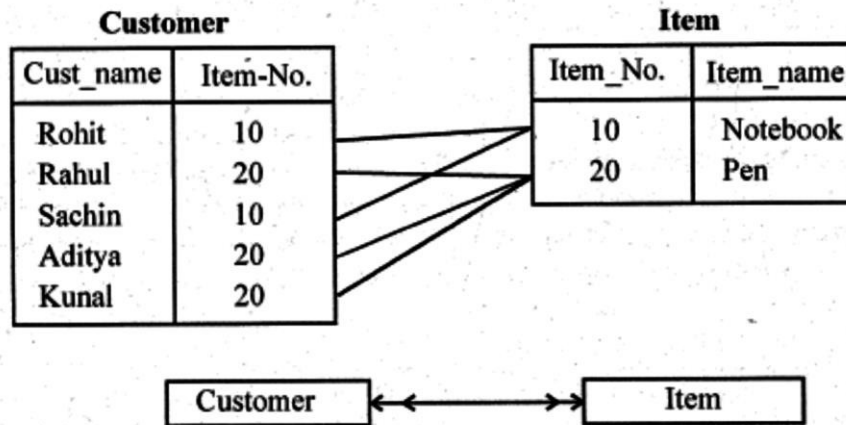 Customer
Cust_name Item-No.
Rohit 10
Rahul 20
Sachin 10
Aditya 20
Kunal 20
Item
Item_No. Item_name
10 Notebook
20 Pen
Customer Item